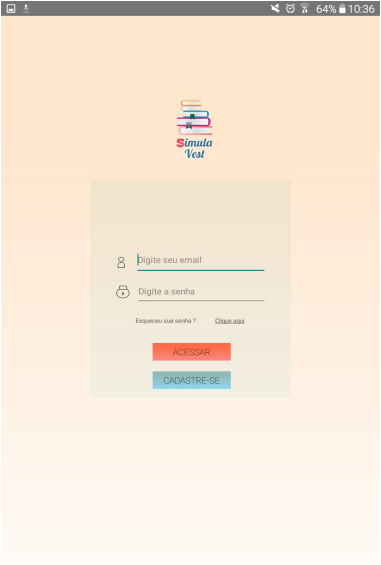 64% 10:36
Simula
Vest
Digite seu email
Digite a senha
Esqueceu sua senha ? Clique aqui
ACESSAR
CADASTRE-SE